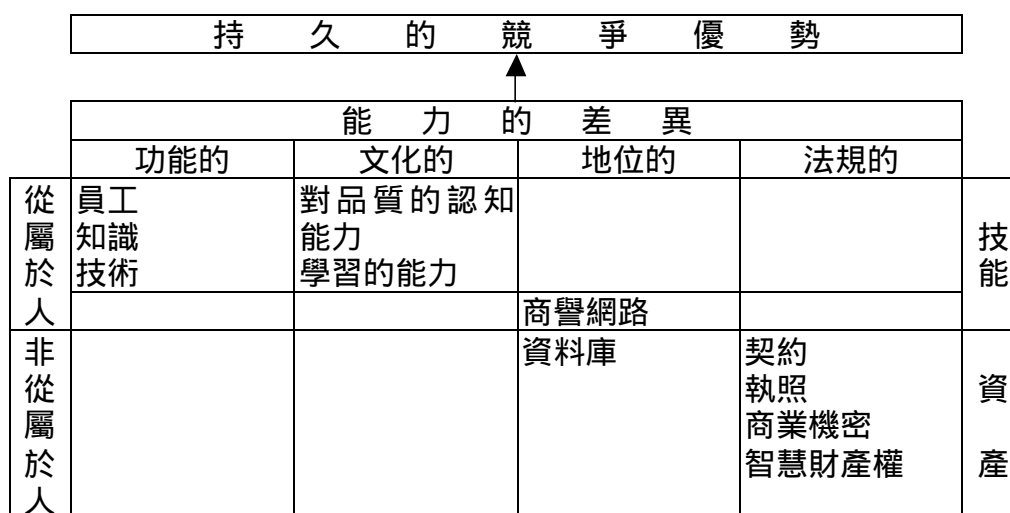 持久的競爭優勢
能力的差異
功能的 文化的 地位的 法規的
從屬於人
員工
知識
技術
對品質的認知
能力
學習的能力
技能
商譽網路
非從屬於人
資料庫
契約
執照
商業機密
智慧財產權
資產